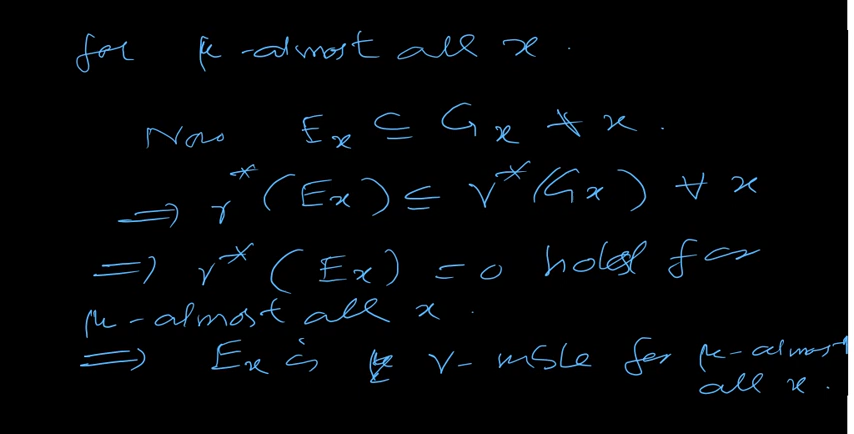 for μ-almost all x.
Now E_x ⊆ G_x ∀ x.
⟹ ν*(E_x) ⊆ ν*(G_x) ∀ x
⟹ ν*(E_x) = 0 holds for
μ-almost all x.
⟹ E_x is ν-mSble for μ-almost
all x.